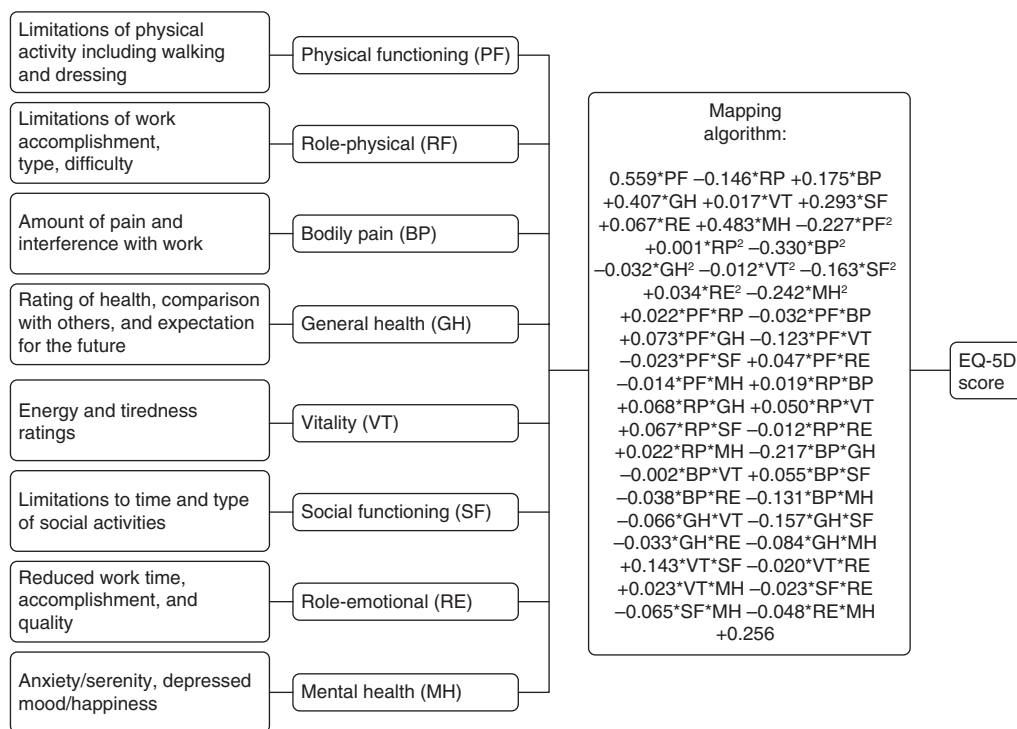 Limitations of physical
activity including walking
and dressing
Physical functioning (PF)
Limitations of work
accomplishment,
type, difficulty
Role-physical (RF)
Amount of pain and
interference with work
Bodily pain (BP)
Rating of health, comparison
with others, and expectation
for the future
General health (GH)
Energy and tiredness
ratings
Vitality (VT)
Limitations to time and type
of social activities
Social functioning (SF)
Reduced work time,
accomplishment, and
quality
Role-emotional (RE)
Anxiety/serenity, depressed
mood/happiness
Mental health (MH)
Mapping
algorithm:
0.559*PF –0.146*RP +0.175*BP
+0.407*GH +0.017*VT +0.293*SF
+0.067*RE +0.483*MH –0.227*PF²
+0.001*RP² –0.330*BP²
–0.032*GH² –0.012*VT² –0.163*SF²
+0.034*RE² –0.242*MH²
+0.022*PF*RP –0.032*PF*BP
+0.073*PF*GH –0.123*PF*VT
–0.023*PF*SF +0.047*PF*RE
–0.014*PF*MH +0.019*RP*BP
+0.068*RP*GH +0.050*RP*VT
+0.067*RP*SF –0.012*RP*RE
+0.022*RP*MH –0.217*BP*GH
–0.002*BP*VT +0.055*BP*SF
–0.038*BP*RE –0.131*BP*MH
–0.066*GH*VT –0.157*GH*SF
–0.033*GH*RE –0.084*GH*MH
+0.143*VT*SF –0.020*VT*RE
+0.023*VT*MH –0.023*SF*RE
–0.065*SF*MH –0.048*RE*MH
+0.256
EQ-5D
score